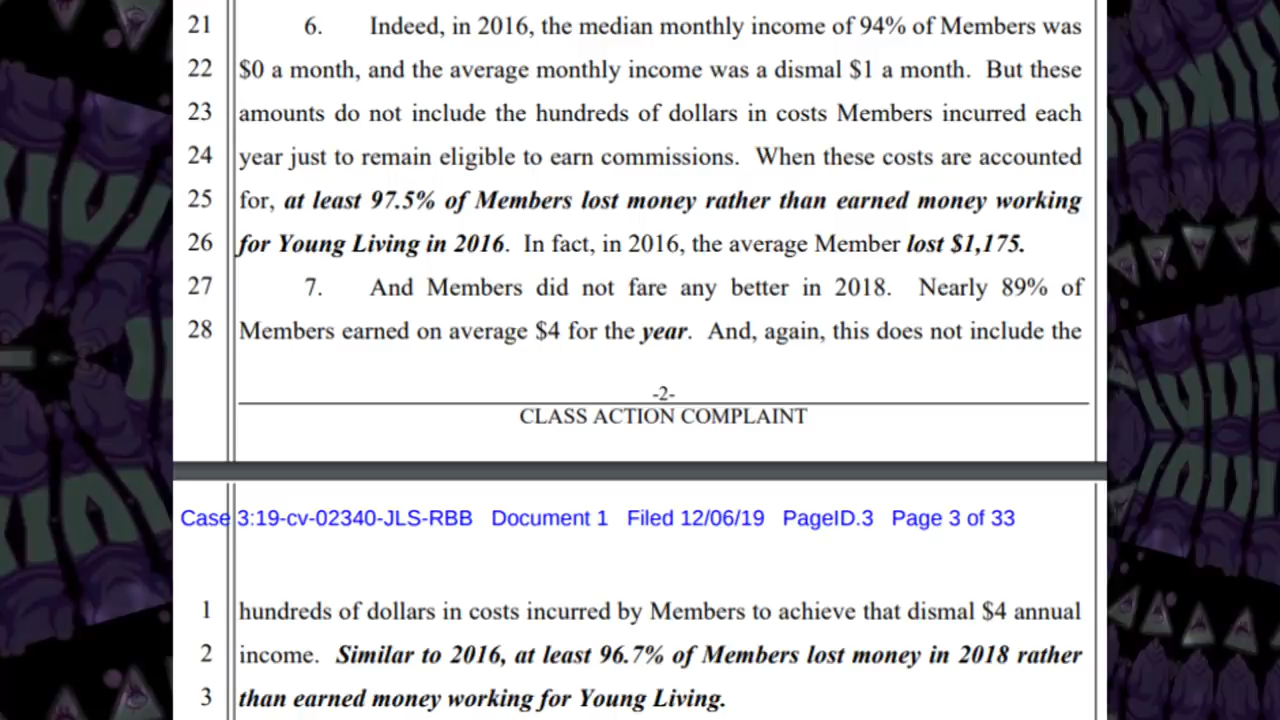 21 6. Indeed, in 2016, the median monthly income of 94% of Members was
22 $0 a month, and the average monthly income was a dismal $1 a month. But these
23 amounts do not include the hundreds of dollars in costs Members incurred each
24 year just to remain eligible to earn commissions. When these costs are accounted
25 for, at least 97.5% of Members lost money rather than earned money working
26 for Young Living in 2016. In fact, in 2016, the average Member lost $1,175.
27 7. And Members did not fare any better in 2018. Nearly 89% of
28 Members earned on average $4 for the year. And, again, this does not include the
-2-
CLASS ACTION COMPLAINT
Case 3:19-cv-02340-JLS-RBB Document 1 Filed 12/06/19 PageID.3 Page 3 of 33
1 hundreds of dollars in costs incurred by Members to achieve that dismal $4 annual
2 income. Similar to 2016, at least 96.7% of Members lost money in 2018 rather
3 than earned money working for Young Living.